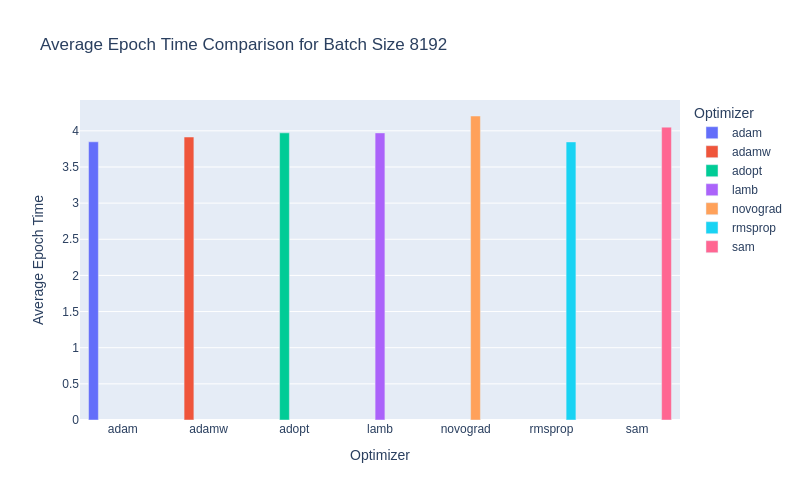 Average Epoch Time Comparison for Batch Size 8192
Average Epoch Time
4
3.5
3
2.5
2
1.5
1
0.5
0
adam adamw adopt lamb novograd rmsprop sam
Optimizer
Optimizer
adam
adamw
adopt
lamb
novograd
rmsprop
sam